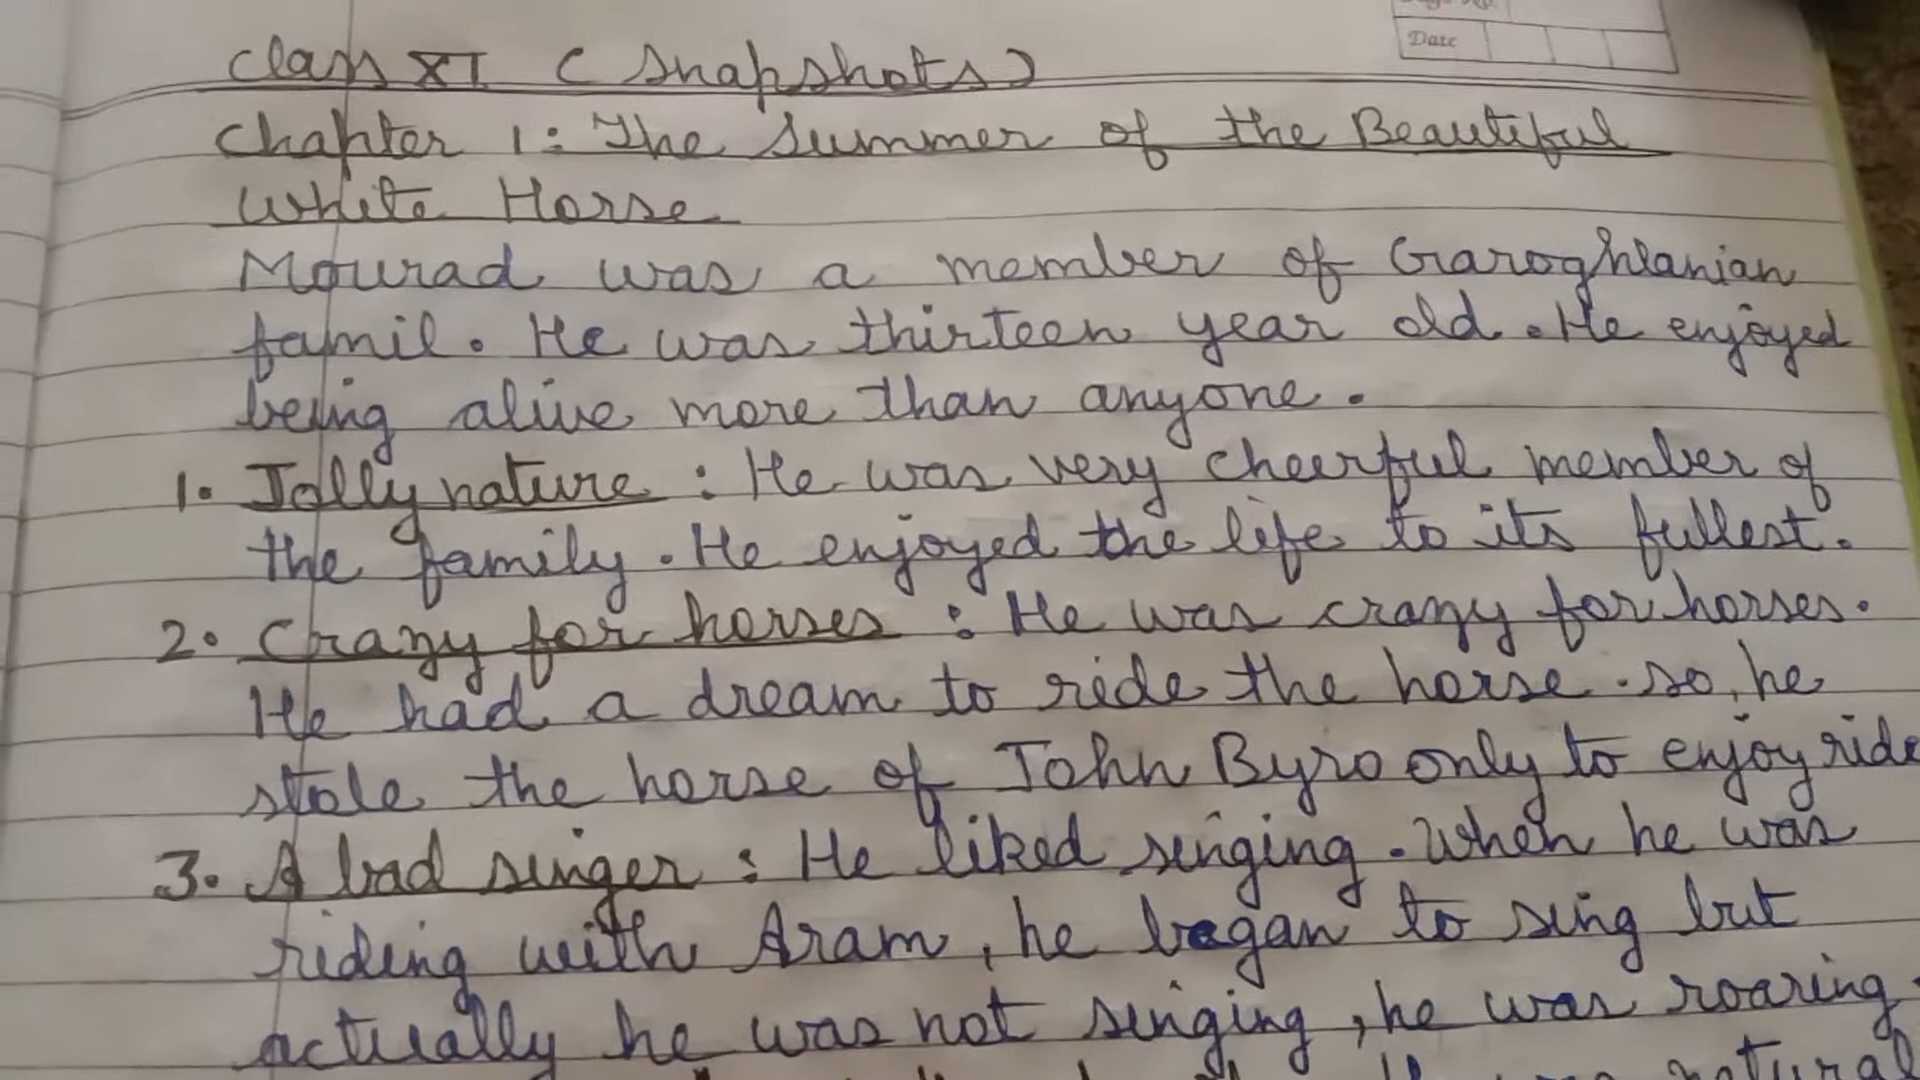 Date
Class XI (Snapshots)
Chapter 1: The Summer of the Beautiful
White Horse
Mourad was a member of Garoghlanian
famil. He was thirteen year old. He enjoyed
being alive more than anyone.
1. Jolly nature : He was very cheerful member of
the family. He enjoyed the life to its fullest.
2. Crazy for horses : He was crazy for horses.
He had a dream to ride the horse. so, he
stole the horse of John Byro only to enjoy ride
3. A bad singer : He liked singing. When he was
riding with Aram, he began to sing but
actually he was not singing, he was roaring.
natural